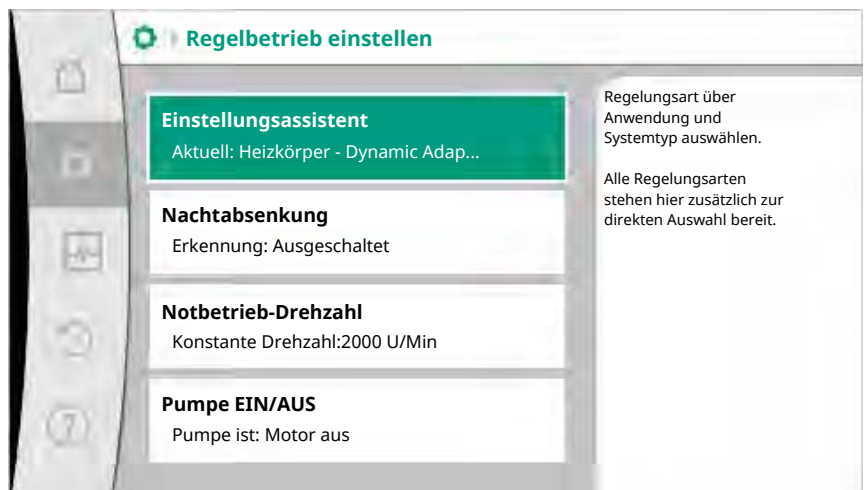 Regelbetrieb einstellen
Einstellungsassistent
Aktuell: Heizkörper - Dynamic Adap...
Nachtabsenkung
Erkennung: Ausgeschaltet
Notbetrieb-Drehzahl
Konstante Drehzahl:2000 U/Min
Pumpe EIN/AUS
Pumpe ist: Motor aus
Regelungsart über
Anwendung und
Systemtyp auswählen.
Alle Regelungsarten
stehen hier zusätzlich zur
direkten Auswahl bereit.
?